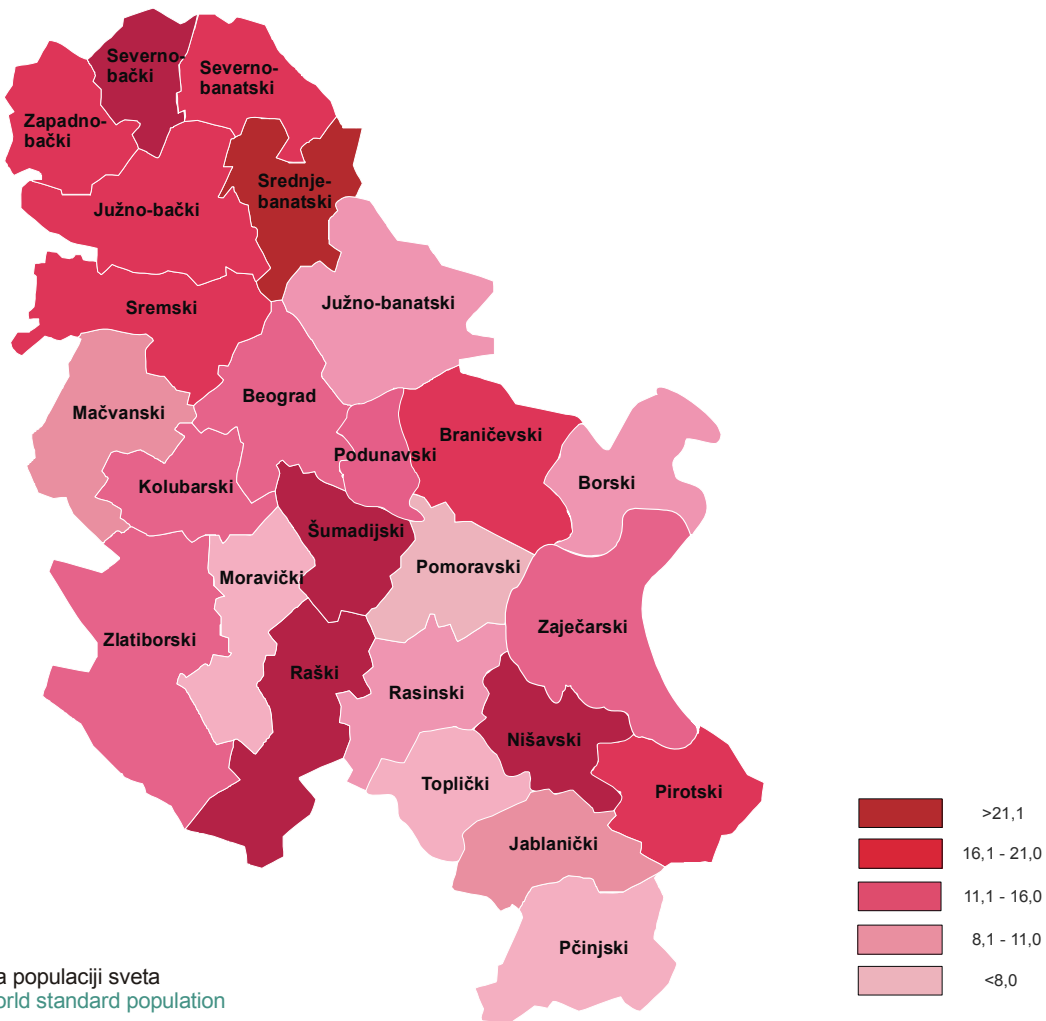 Severno-
bački
Severno-
banatski
Zapadno-
bački
Srednje-
banatski
Južno-bački
Južno-banatski
Sremski
Beograd
Mačvanski
Braničevski
Podunavski
Borski
Kolubarski
Šumadijski
Pomoravski
Moravički
Zaječarski
Zlatiborski
Raški
Rasinski
Nišavski
Toplički
Pirotski
Jablanički
Pčinjski
>21,1
16,1 - 21,0
11,1 - 16,0
8,1 - 11,0
<8,0
a populaciji sveta
orld standard population